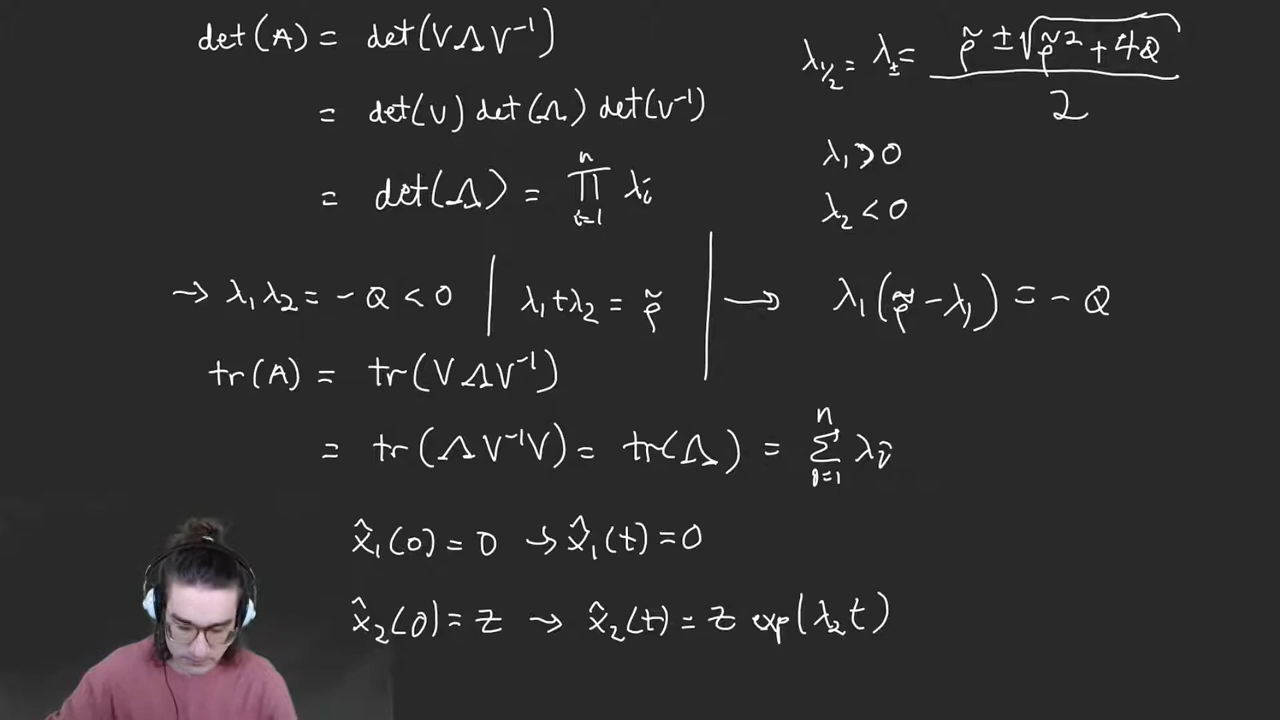 det(A) = det(VΛV⁻¹)
= det(V) det(Λ) det(V⁻¹)
= det(Λ) = ∏ᵢ₌₁ⁿ λᵢ
→ λ₁λ₂ = -Q < 0 | λ₁+λ₂ = ρ̃ | → λ₁(ρ̃ - λ₁) = -Q
tr(A) = tr(VΛV⁻¹)
= tr(ΛV⁻¹V) = tr(Λ) = ∑ᵢ₌₁ⁿ λᵢ
x̂₁(0) = 0 → x̂₁(t) = 0
x̂₂(0) = z → x̂₂(t) = z exp(λ₂t)
λ₁/₂ = λ± = (ρ̃ ± √(ρ̃² + 4Q)) / 2
λ₁ > 0
λ₂ < 0